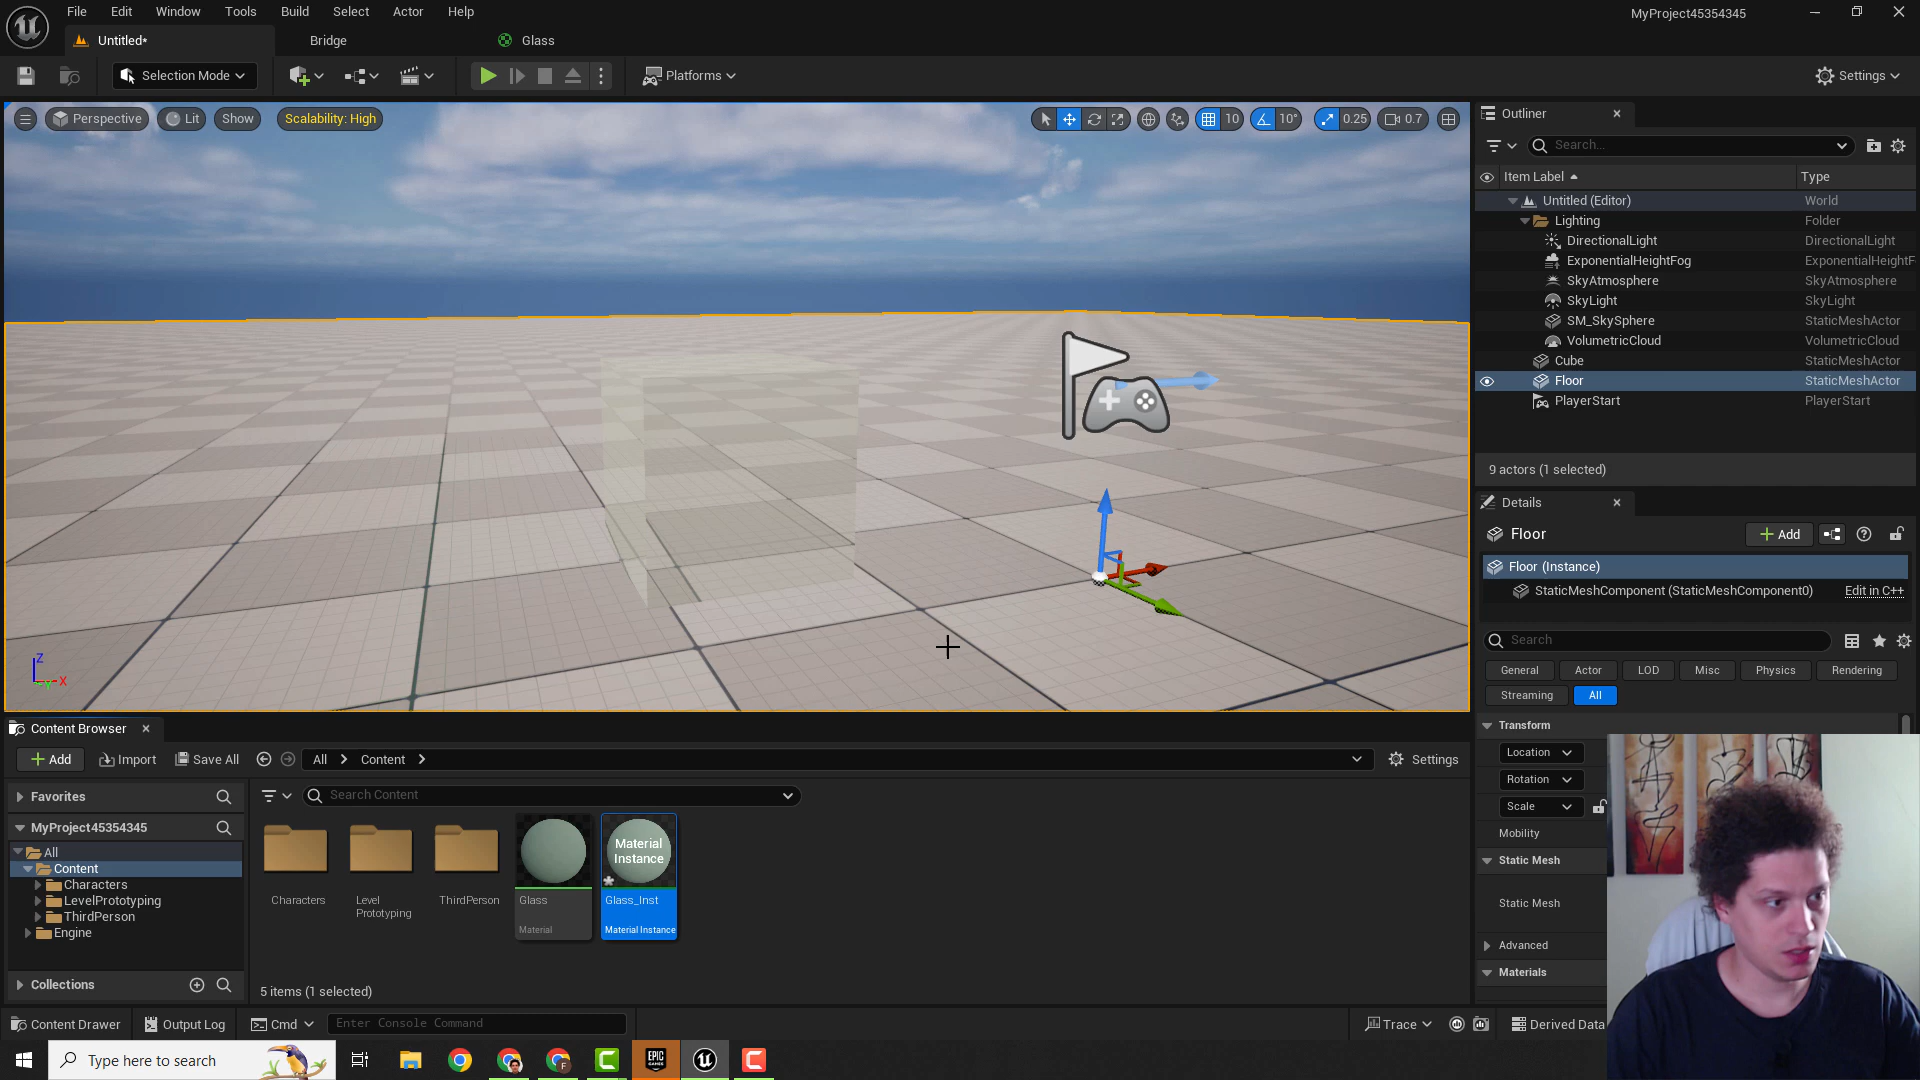 File Edit Window Tools Build Select Actor Help
MyProject45354345
Untitled*
Bridge
Glass
Selection Mode
Platforms
Settings
Perspective
Lit
Show
Scalability: High
10
10°
0.25
0.7
Outliner
Search...
Item Label
Type
Untitled (Editor)
World
Lighting
Folder
DirectionalLight
DirectionalLight
ExponentialHeightFog
ExponentialHeightF
SkyAtmosphere
SkyAtmosphere
SkyLight
SkyLight
SM_SkySphere
StaticMeshActor
VolumetricCloud
VolumetricCloud
Cube
StaticMeshActor
Floor
StaticMeshActor
PlayerStart
PlayerStart
9 actors (1 selected)
Details
Floor
Add
Floor (Instance)
StaticMeshComponent (StaticMeshComponent0)
Edit in C++
Search
General
Actor
LOD
Misc
Physics
Rendering
Streaming
All
Transform
Location
Rotation
Scale
Mobility
Static Mesh
Static Mesh
Advanced
Materials
Z
Y
X
Content Browser
Add
Import
Save All
All
Content
Settings
Favorites
Search Content
MyProject45354345
All
Content
Characters
LevelPrototyping
ThirdPerson
Engine
Collections
Characters
Level
Prototyping
ThirdPerson
Glass
Material
Material
Instance
Glass_Inst
Material Instance
5 items (1 selected)
Content Drawer
Output Log
Cmd
Enter Console Command
Trace
Derived Data
Type here to search
EPIC
GAMES
F